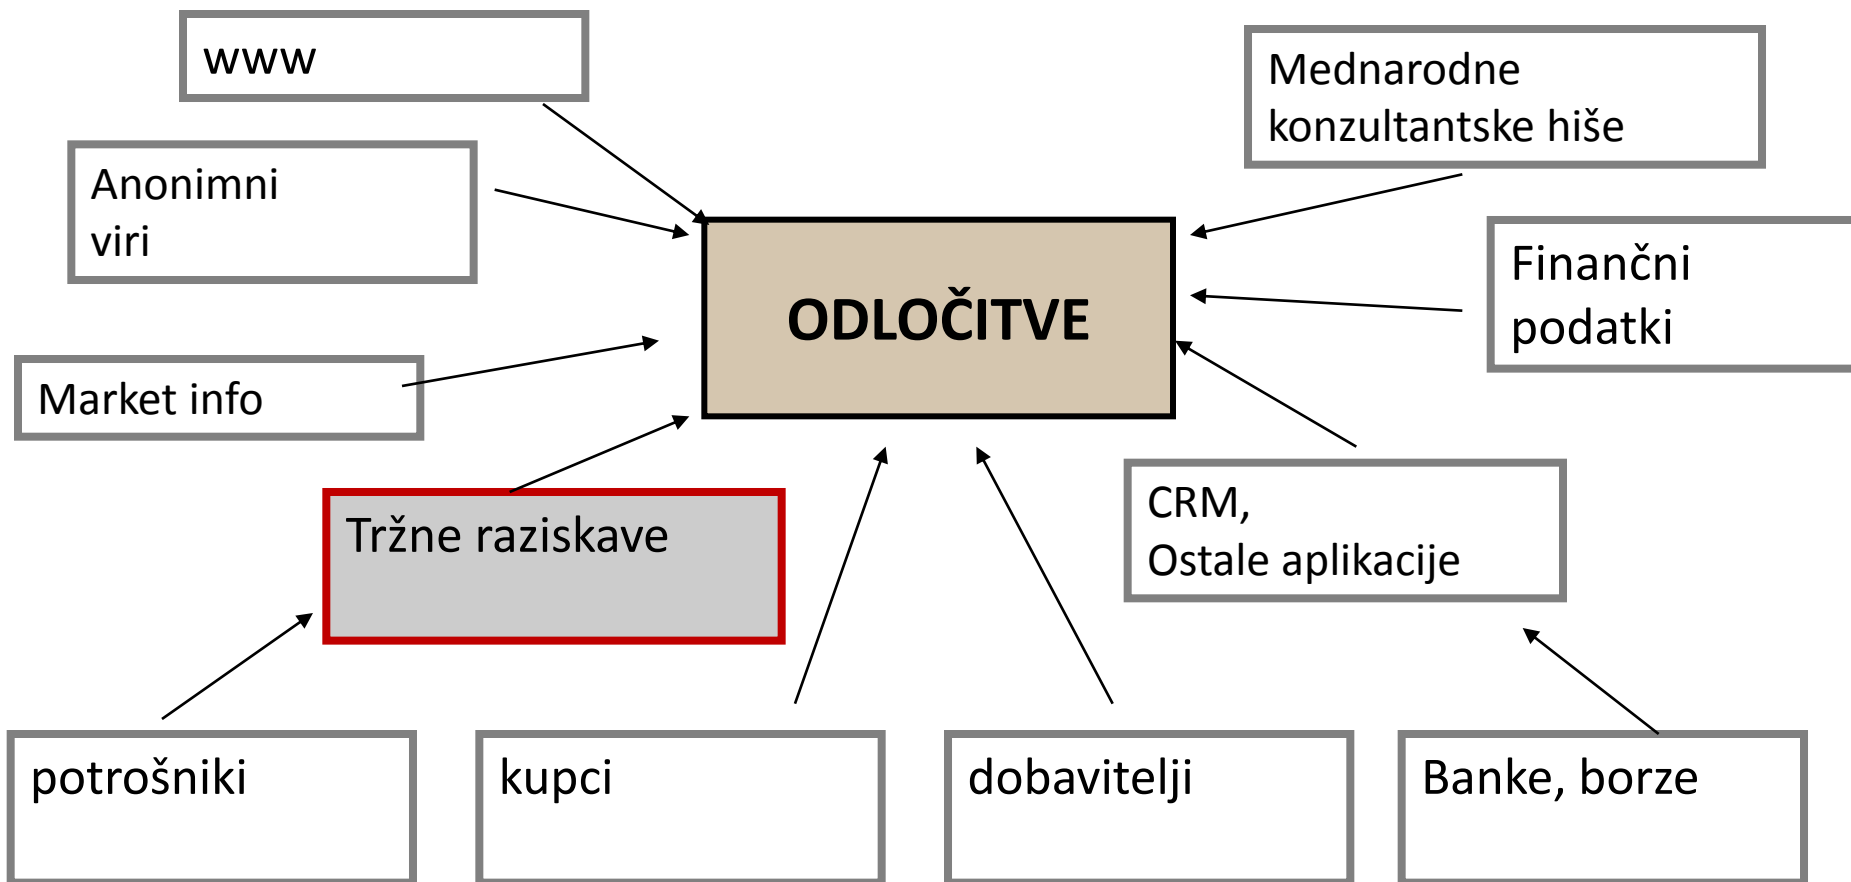 www
Mednarodne
konzultantske hiše
Anonimni
viri
Finančni
podatki
ODLOČITVE
Market info
CRM,
Ostale aplikacije
Tržne raziskave
potrošniki
kupci
dobavitelji
Banke, borze